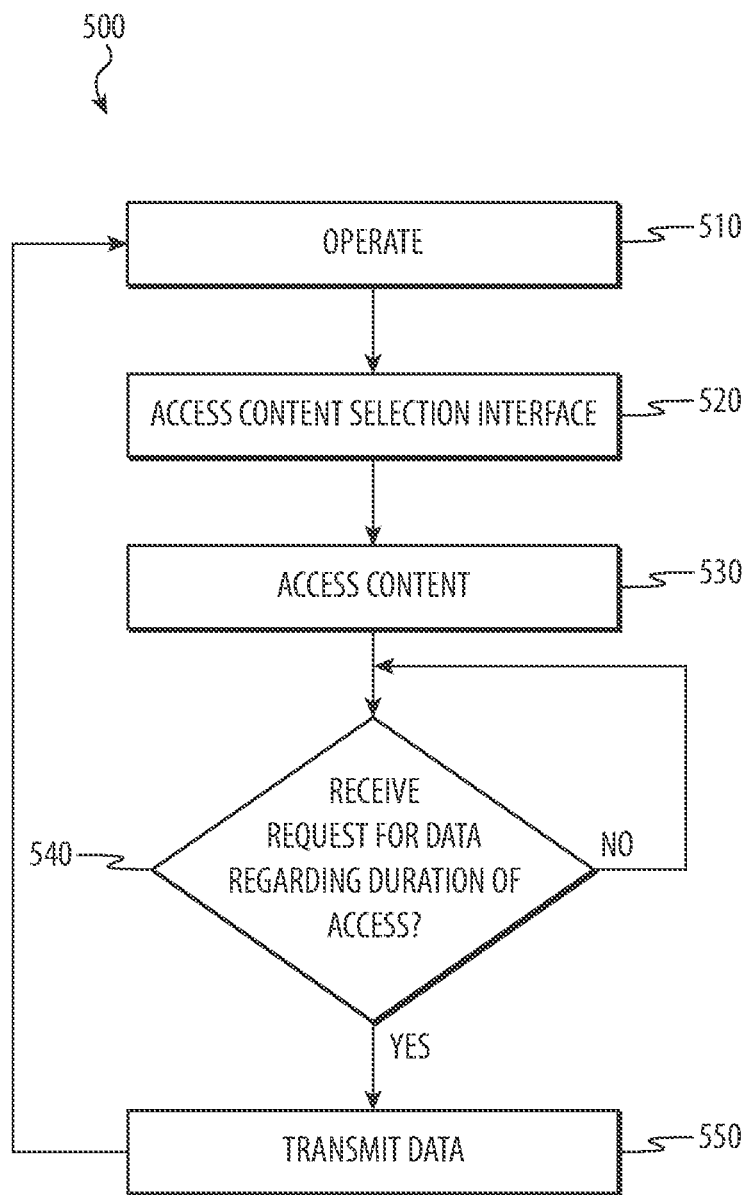 500
OPERATE
510
ACCESS CONTENT SELECTION INTERFACE
520
ACCESS CONTENT
530
RECEIVE
REQUEST FOR DATA
REGARDING DURATION OF
ACCESS?
540
NO
YES
TRANSMIT DATA
550